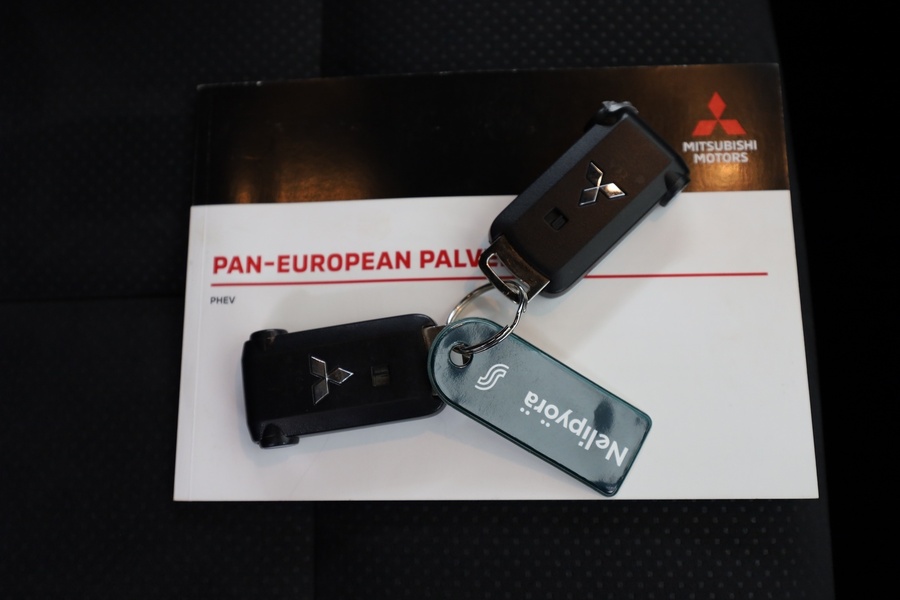 MITSUBISHI
MOTORS
PAN-EUROPEAN PALVE
PHEV
Nelipyörä